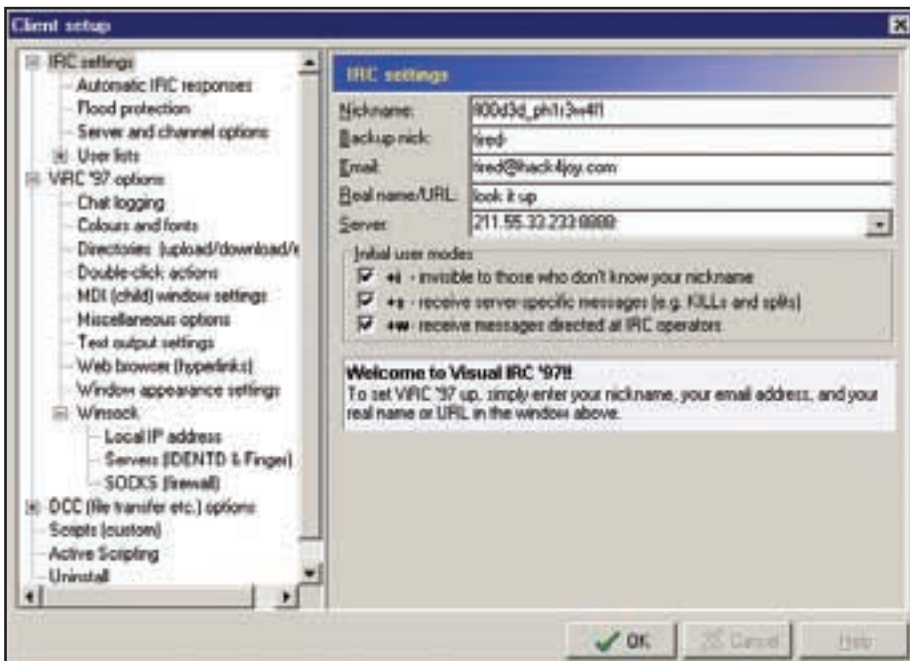 Client setup
IRC settings
Automatic IRC responses
Flood protection
Server and channel options
User lists
ViRC '97 options
Chat logging
Colours and fonts
Directories (upload/download/e
Double-click actions
MDI (child) window settings
Miscellaneous options
Text output settings
Web browser (hyperlinks)
Window appearance settings
Winsock
Local IP address
Servers (IDENTD & Finger)
SOCKS (firewall)
DCC (file transfer etc.) options
Scripts (custom)
Active Scripting
Uninstall
IRC settings
Nickname:
Backup nick:
tired-
Email:
tired@hack4joy.com
Real name/URL:
look it up
Server:
211.55.33.233:8888
Initial user modes
+i - invisible to those who don't know your nickname
+s - receive server-specific messages (e.g. KILLs and splits)
+w - receive messages directed at IRC operators
Welcome to Visual IRC '97!!
To set ViRC '97 up, simply enter your nickname, your email address, and your
real name or URL in the window above.
OK
Cancel
Help